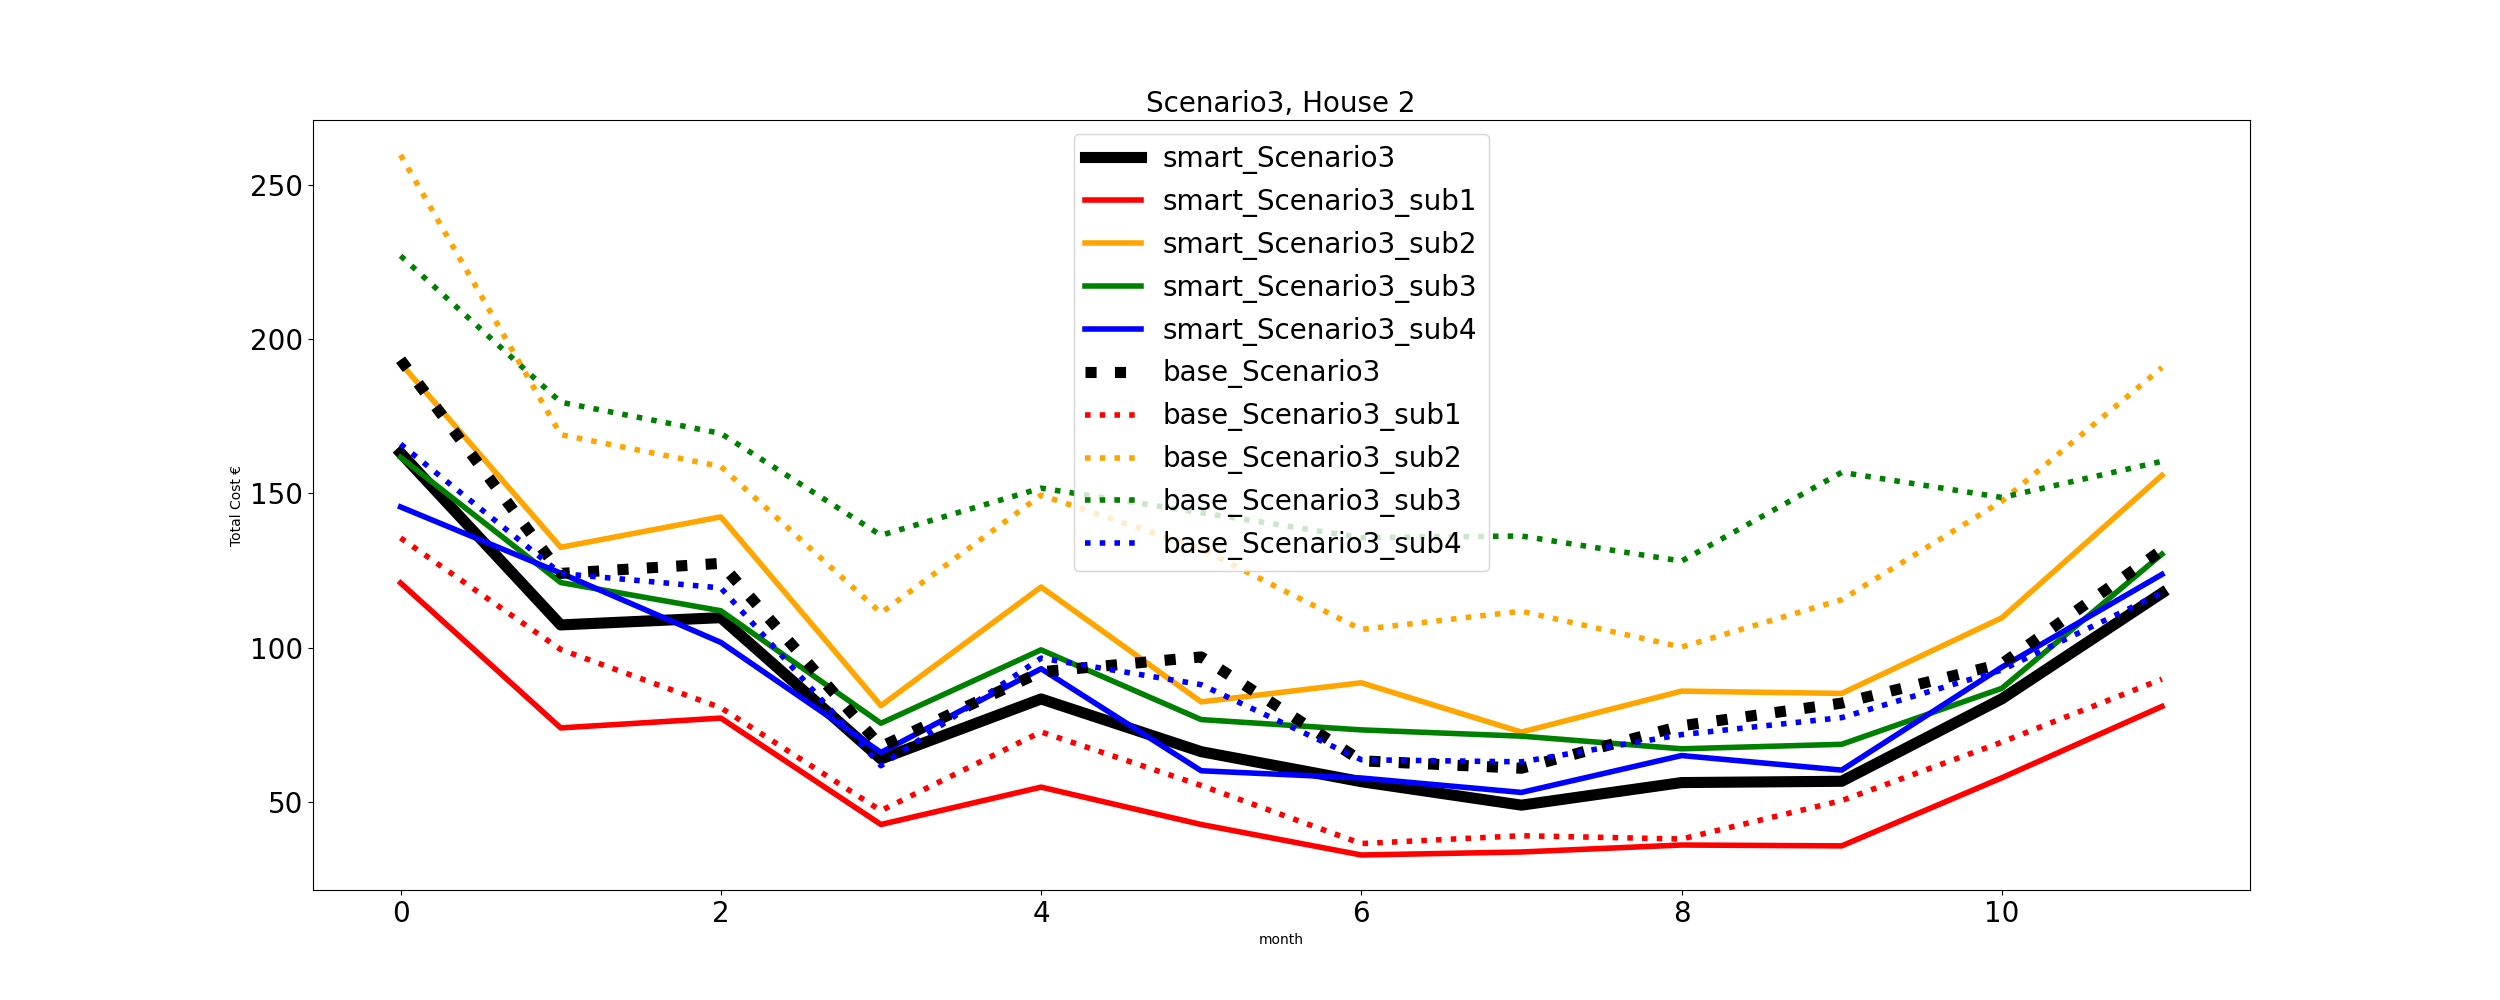 Scenario3, House 2
smart_Scenario3
smart_Scenario3_sub1
smart_Scenario3_sub2
smart_Scenario3_sub3
smart_Scenario3_sub4
base_Scenario3
base_Scenario3_sub1
base_Scenario3_sub2
base_Scenario3_sub3
base_Scenario3_sub4
250
200
150
100
50
Total Cost €
0 2 4 6 8 10
month